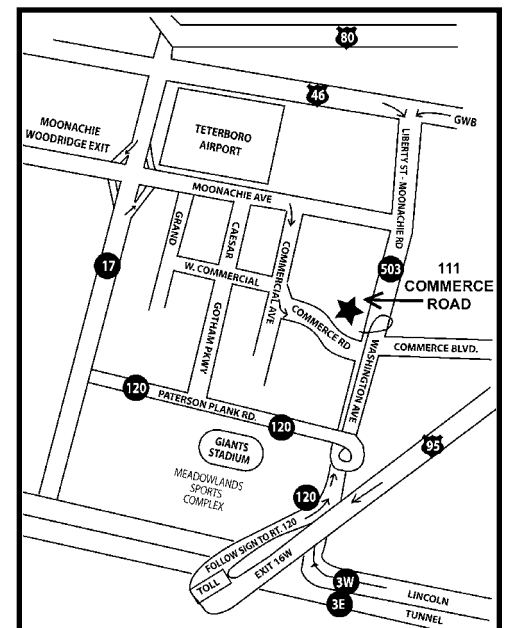 80
46
GWB
MOONACHIE
WOODRIDGE EXIT
TETERBORO
AIRPORT
LIBERTY ST - MOONACHIE RD
MOONACHIE AVE
GRAND
CAESAR
COMMERCIAL AVE
17
W. COMMERCIAL
503
111
COMMERCE
ROAD
GOTHAM PKWY
COMMERCE RD
WASHINGTON AVE
COMMERCE BLVD.
120
PATERSON PLANK RD.
120
95
GIANTS
STADIUM
MEADOWLANDS
SPORTS
COMPLEX
120
FOLLOW SIGN TO RT. 120
EXIT 16W
TOLL
3W
LINCOLN
3E
TUNNEL